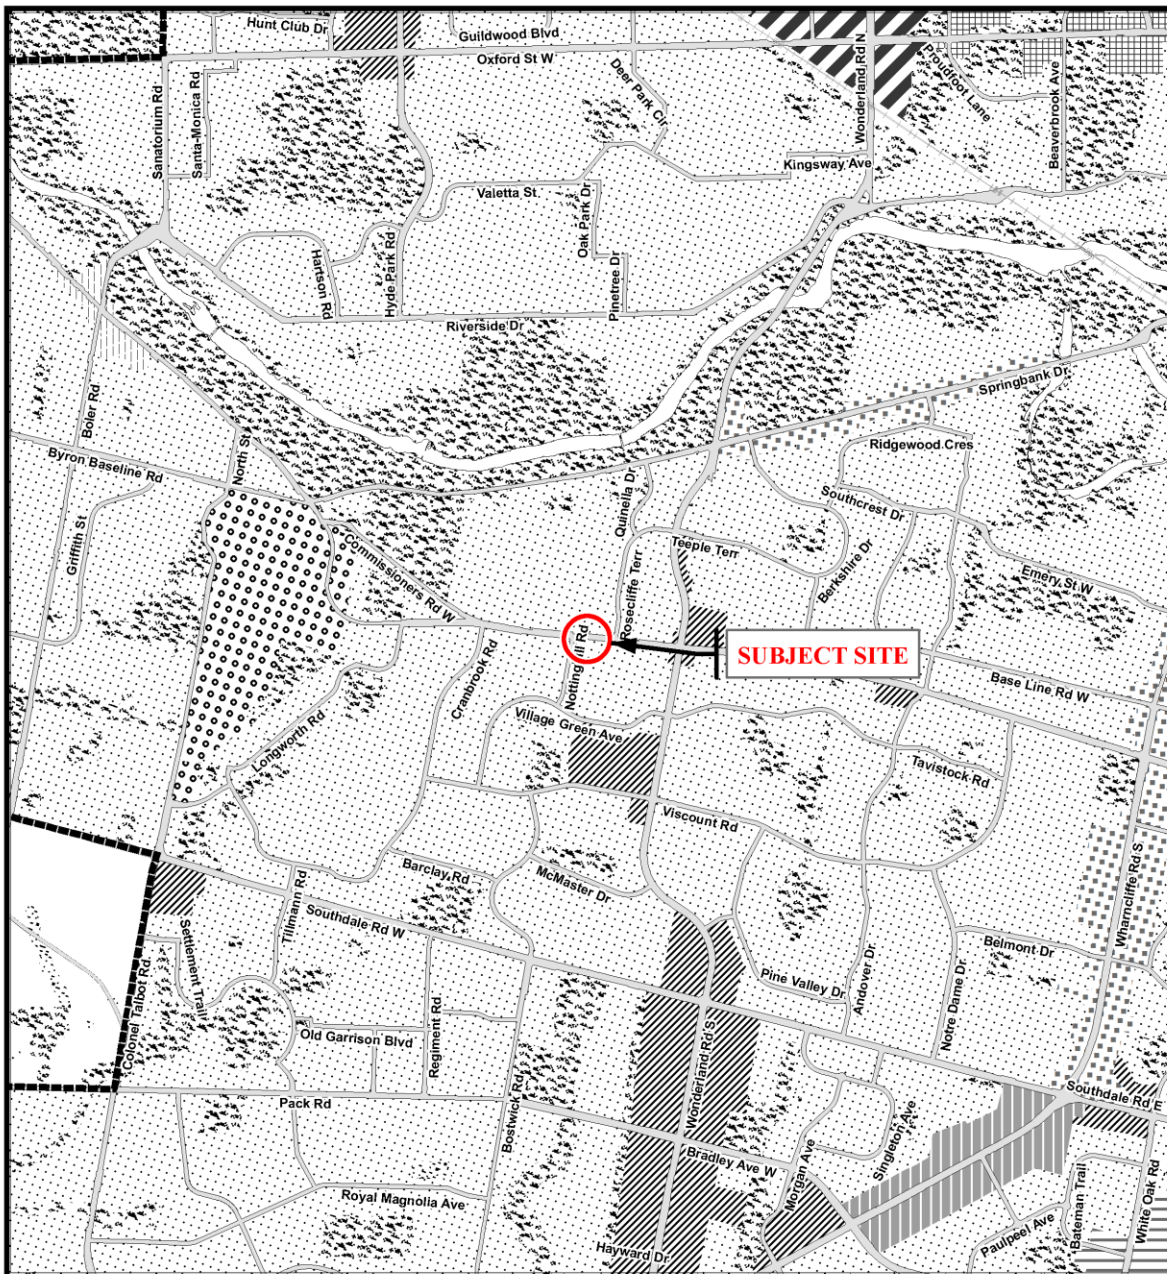 Hunt Club Dr
Guildwood Blvd
Oxford St W
Sanatorium Rd
Santa-Monica Rd
Deer Park Cir
Wonderland Rd N
Proudfoot Lane
Beaverbrook Ave
Kingsway Ave
Valetta St
Oak Park Dr
Hyde Park Rd
Harrison Rd
Pinetree Dr
Riverside Dr
Springbank Dr
Boler Rd
Ridgewood Cres
North St
Byron Baseline Rd
Quinella Dr
Southcrest Dr
Griffith St
Commissioners Rd W
Teeple Terr
Berkshire Dr
Emery St W
Rosecliffe Terr
SUBJECT SITE
Cranbrook Rd
Base Line Rd W
Village Green Ave
Longworth Rd
Tavistock Rd
Viscount Rd
Barclay Rd
McMaster Dr
Tillmann Rd
Southdale Rd W
Wharncliffe Rd S
Settlement Trail
Belmont Dr
Colonel Talbot Rd
Pine Valley Dr
Andover Dr
Notre Dame Dr
Old Garrison Blvd
Regiment Rd
Wonderland Rd S
Southdale Rd E
Pack Rd
Bostwick Rd
Singleton Ave
Bradley Ave W
Morgan Ave
Royal Magnolia Ave
Bateman Trail
White Oak Rd
Paulpeel Ave
Hayward Dr